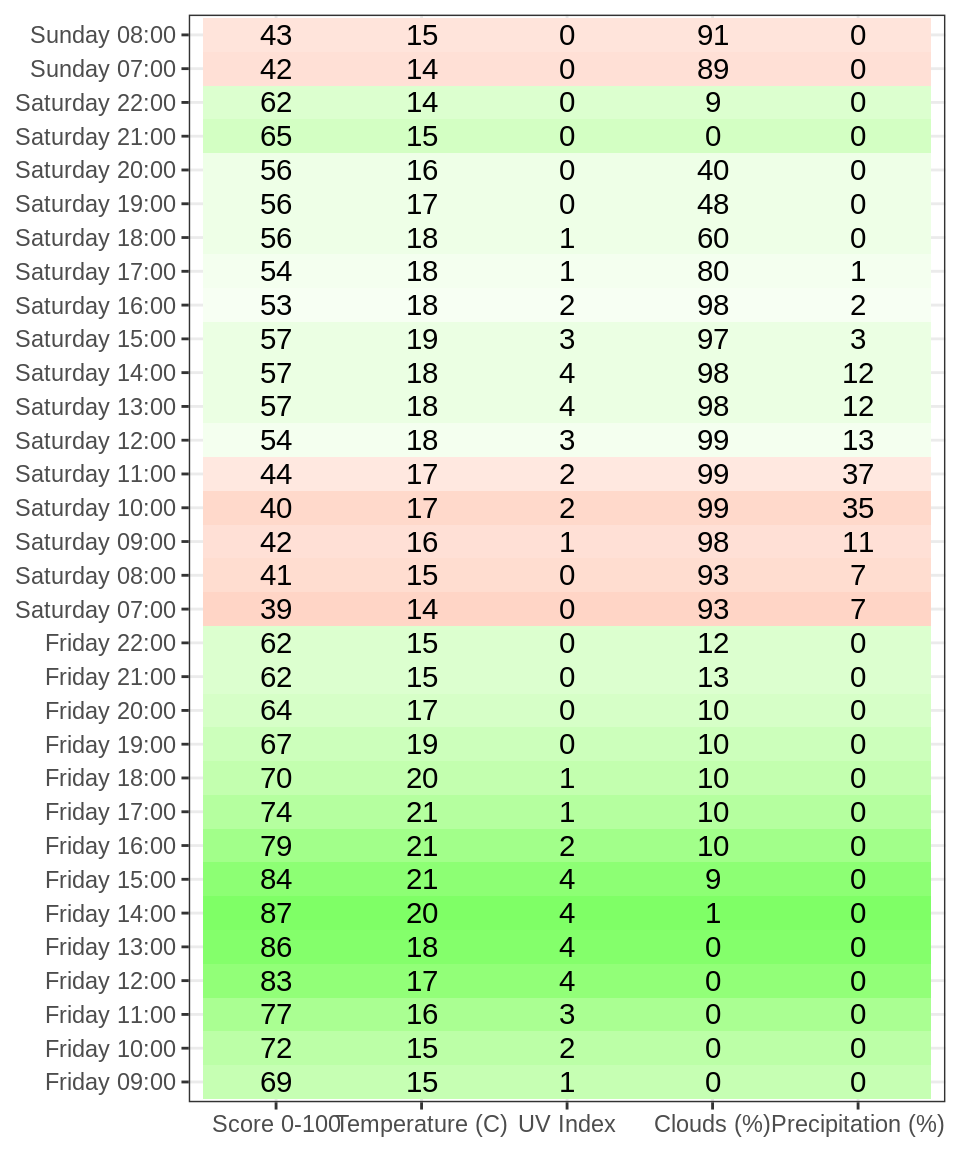 Sunday 08:00 43 15 0 91 0
Sunday 07:00 42 14 0 89 0
Saturday 22:00 62 14 0 9 0
Saturday 21:00 65 15 0 0 0
Saturday 20:00 56 16 0 40 0
Saturday 19:00 56 17 0 48 0
Saturday 18:00 56 18 1 60 0
Saturday 17:00 54 18 1 80 1
Saturday 16:00 53 18 2 98 2
Saturday 15:00 57 19 3 97 3
Saturday 14:00 57 18 4 98 12
Saturday 13:00 57 18 4 98 12
Saturday 12:00 54 18 3 99 13
Saturday 11:00 44 17 2 99 37
Saturday 10:00 40 17 2 99 35
Saturday 09:00 42 16 1 98 11
Saturday 08:00 41 15 0 93 7
Saturday 07:00 39 14 0 93 7
Friday 22:00 62 15 0 12 0
Friday 21:00 62 15 0 13 0
Friday 20:00 64 17 0 10 0
Friday 19:00 67 19 0 10 0
Friday 18:00 70 20 1 10 0
Friday 17:00 74 21 1 10 0
Friday 16:00 79 21 2 10 0
Friday 15:00 84 21 4 9 0
Friday 14:00 87 20 4 1 0
Friday 13:00 86 18 4 0 0
Friday 12:00 83 17 4 0 0
Friday 11:00 77 16 3 0 0
Friday 10:00 72 15 2 0 0
Friday 09:00 69 15 1 0 0
Score 0-100 Temperature (C) UV Index Clouds (%) Precipitation (%)